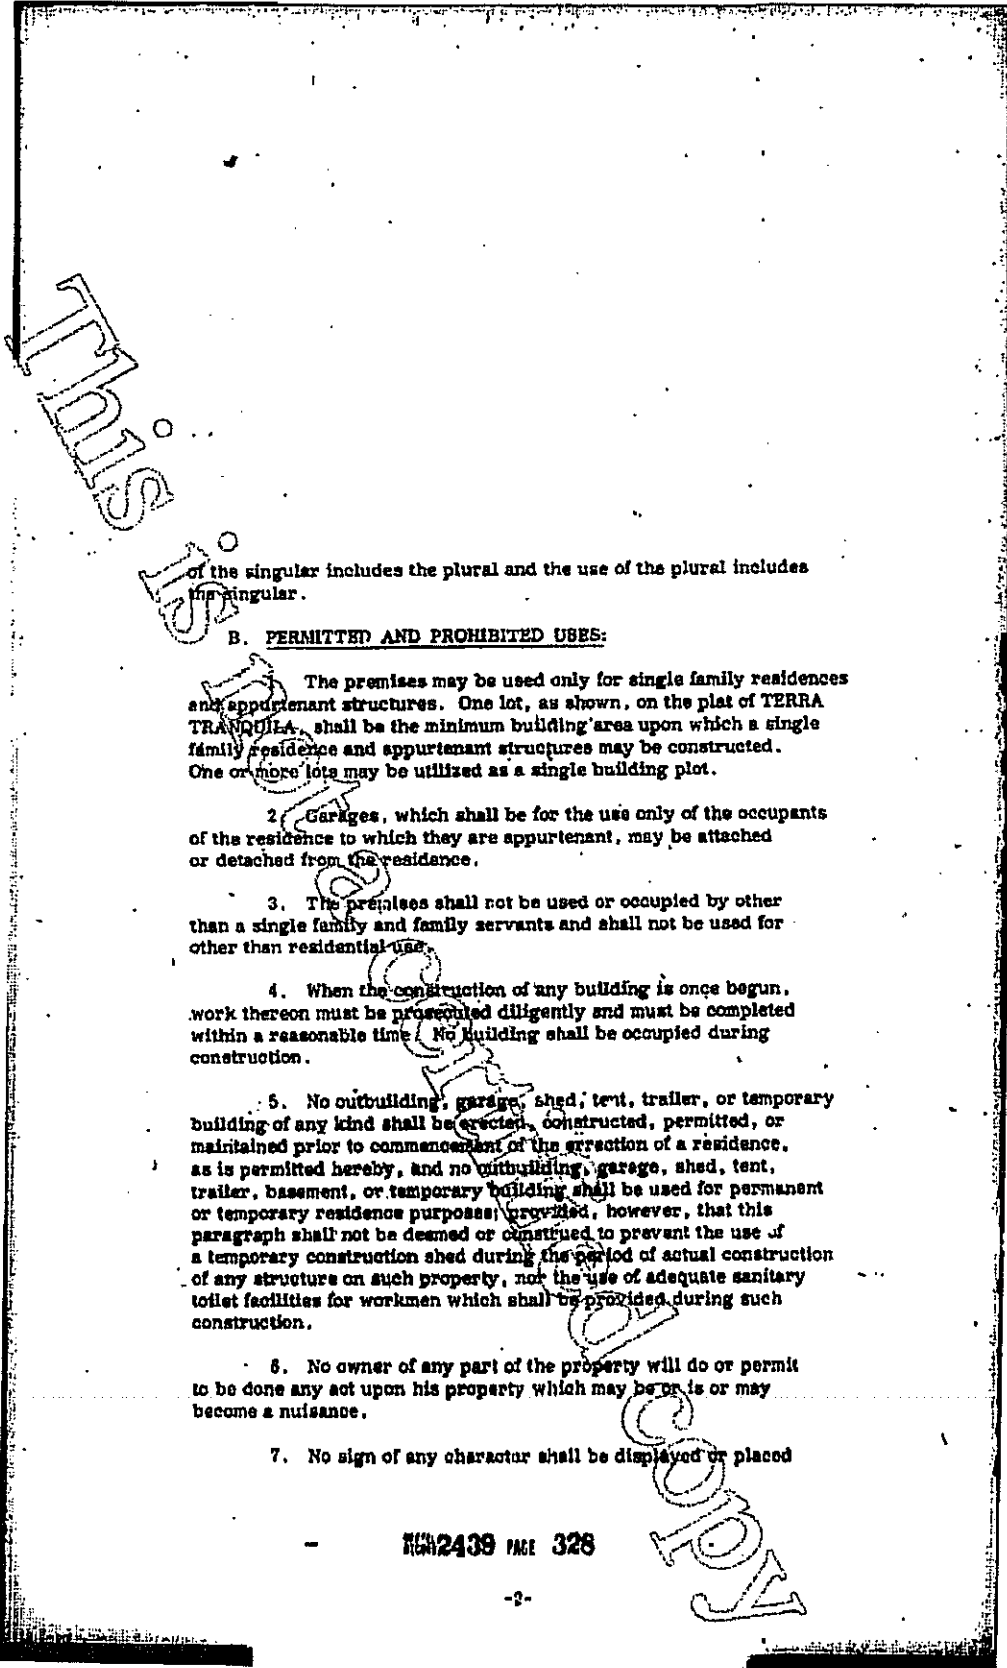 of the singular includes the plural and the use of the plural includes
the singular.
B. PERMITTED AND PROHIBITED USES:
1. The premises may be used only for single family residences
and appurtenant structures. One lot, as shown, on the plat of TERRA
TRANQUILA, shall be the minimum building area upon which a single
family residence and appurtenant structures may be constructed.
One or more lots may be utilized as a single building plot.
2. Garages, which shall be for the use only of the occupants
of the residence to which they are appurtenant, may be attached
or detached from the residence.
3. The premises shall not be used or occupied by other
than a single family and family servants and shall not be used for
other than residential use.
4. When the construction of any building is once begun,
work thereon must be prosecuted diligently and must be completed
within a reasonable time. No building shall be occupied during
construction.
5. No outbuilding, garage, shed, tent, trailer, or temporary
building of any kind shall be erected, constructed, permitted, or
maintained prior to commencement of the errection of a residence,
as is permitted hereby, and no outbuilding, garage, shed, tent,
trailer, basement, or temporary building shall be used for permanent
or temporary residence purposes; provided, however, that this
paragraph shall not be deemed or construed to prevent the use of
a temporary construction shed during the period of actual construction
of any structure on such property, nor the use of adequate sanitary
toilet facilities for workmen which shall be provided during such
construction.
6. No owner of any part of the property will do or permit
to be done any act upon his property which may be or is or may
become a nuisance.
7. No sign of any character shall be displayed or placed
2439 PAGE 328
-2-
This is not a certified copy